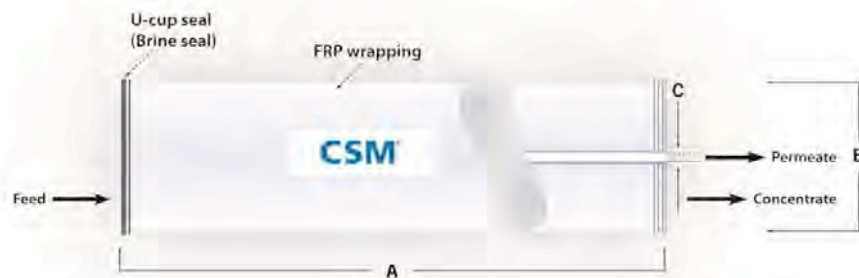 U-cup seal
(Brine seal)
FRP wrapping
C
CSM
Permeate
B
Feed
Concentrate
A